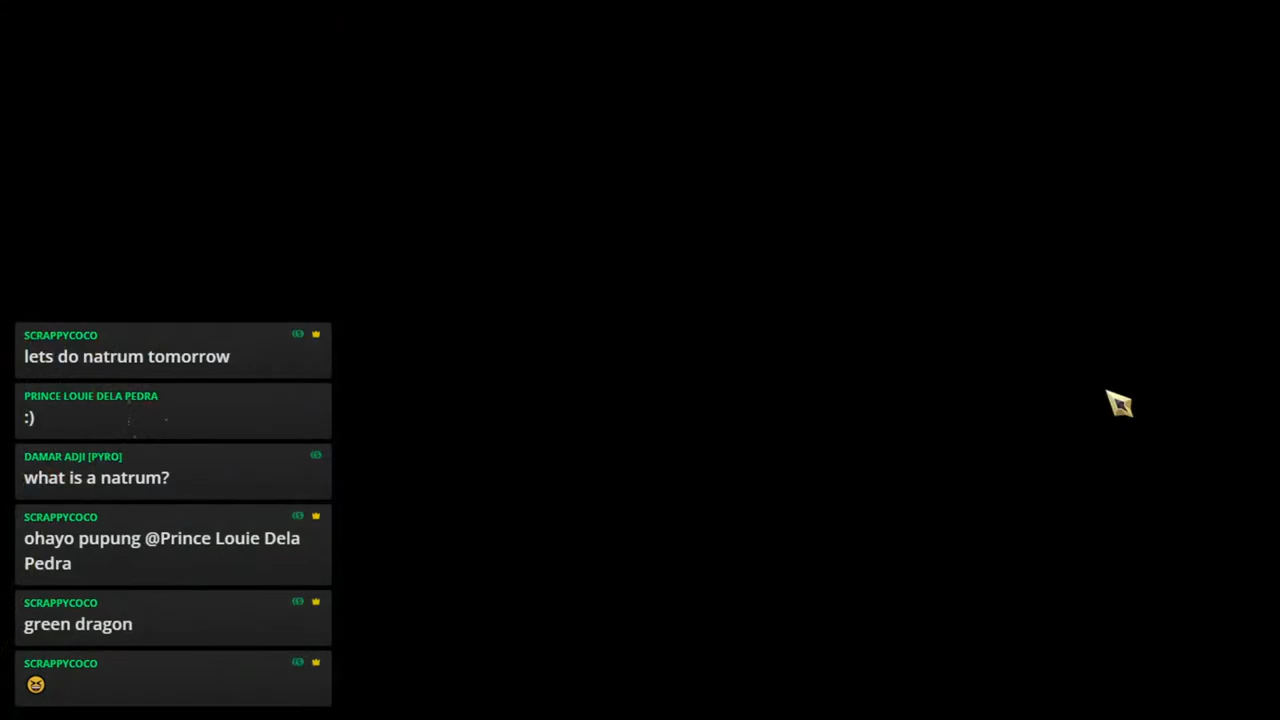 SCRAPPYCOCO
lets do natrum tomorrow
PRINCE LOUIE DELA PEDRA
:)
DAMAR ADJI [PYRO]
what is a natrum?
SCRAPPYCOCO
ohayo pupung @Prince Louie Dela
Pedra
SCRAPPYCOCO
green dragon
SCRAPPYCOCO
😆